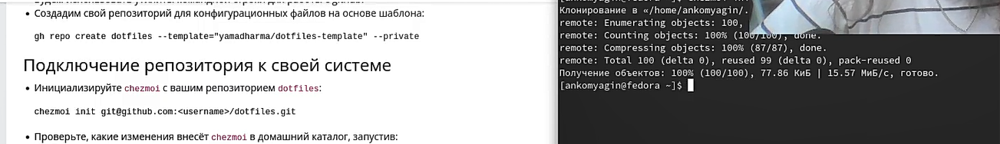 • Создадим свой репозиторий для конфигурационных файлов на основе шаблона:
gh repo create dotfiles --template="yamadharma/dotfiles-template" --private
Подключение репозитория к своей системе
• Инициализируйте chezmoi с вашим репозиторием dotfiles:
chezmoi init git@github.com:<username>/dotfiles.git
• Проверьте, какие изменения внесёт chezmoi в домашний каталог, запустив:
Клонирование в «/home/ankomyagin/.
remote: Enumerating objects: 100,
remote: Counting objects: 100% (100/100), done.
remote: Compressing objects: 100% (87/87), done.
remote: Total 100 (delta 0), reused 99 (delta 0), pack-reused 0
Получение объектов: 100% (100/100), 77.86 КиБ | 15.57 МиБ/с, готово.
[ankomyagin@fedora ~]$